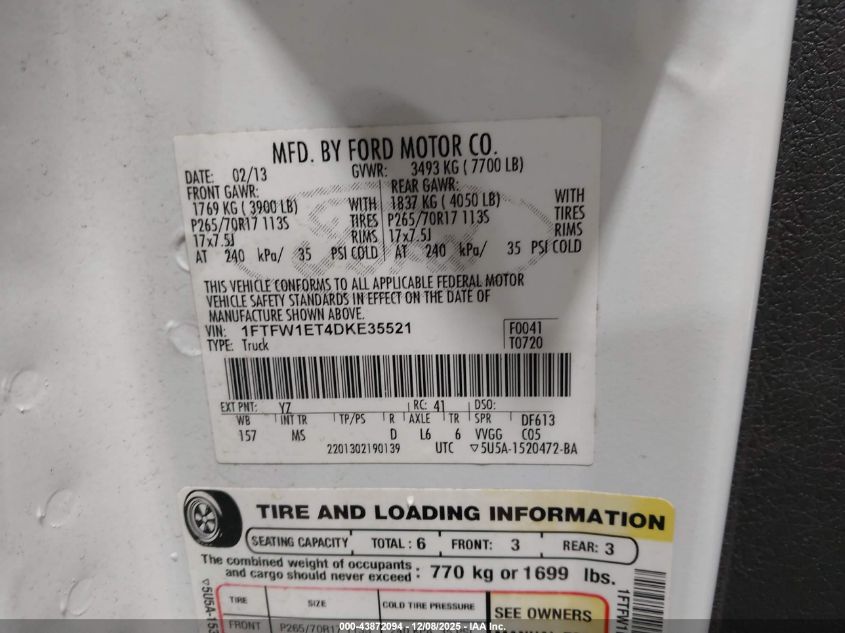 MFD. BY FORD MOTOR CO.
DATE: 02/13 GVWR: 3493 KG ( 7700 LB)
FRONT GAWR: REAR GAWR:
1769 KG ( 3900 LB) WITH 1837 KG ( 4050 LB) WITH
P265/70R17 113S TIRES P265/70R17 113S TIRES
17x7.5J RIMS 17x7.5J RIMS
AT 240 kPa/ 35 PSI COLD AT 240 kPa/ 35 PSI COLD
THIS VEHICLE CONFORMS TO ALL APPLICABLE FEDERAL MOTOR
VEHICLE SAFETY STANDARDS IN EFFECT ON THE DATE OF
MANUFACTURE SHOWN ABOVE.
VIN: 1FTFW1ET4DKE35521 F0041
TYPE: Truck T0720
EXT PNT: YZ RC: 41 DSO:
WB INT TR TP/PS R AXLE TR SPR DF613
157 MS D L6 6 VVGG C05
2201302190139 UTC ▽5U5A-1520472-BA
TIRE AND LOADING INFORMATION
SEATING CAPACITY TOTAL : 6 FRONT: 3 REAR: 3
The combined weight of occupants and cargo should never exceed : 770 kg or 1699 lbs.
TIRE SIZE COLD TIRE PRESSURE SEE OWNERS
FRONT P265/70R17
▽5U5A-153
1FTFW
00-43872094 - 12/08/2025 - IAA, Inc.